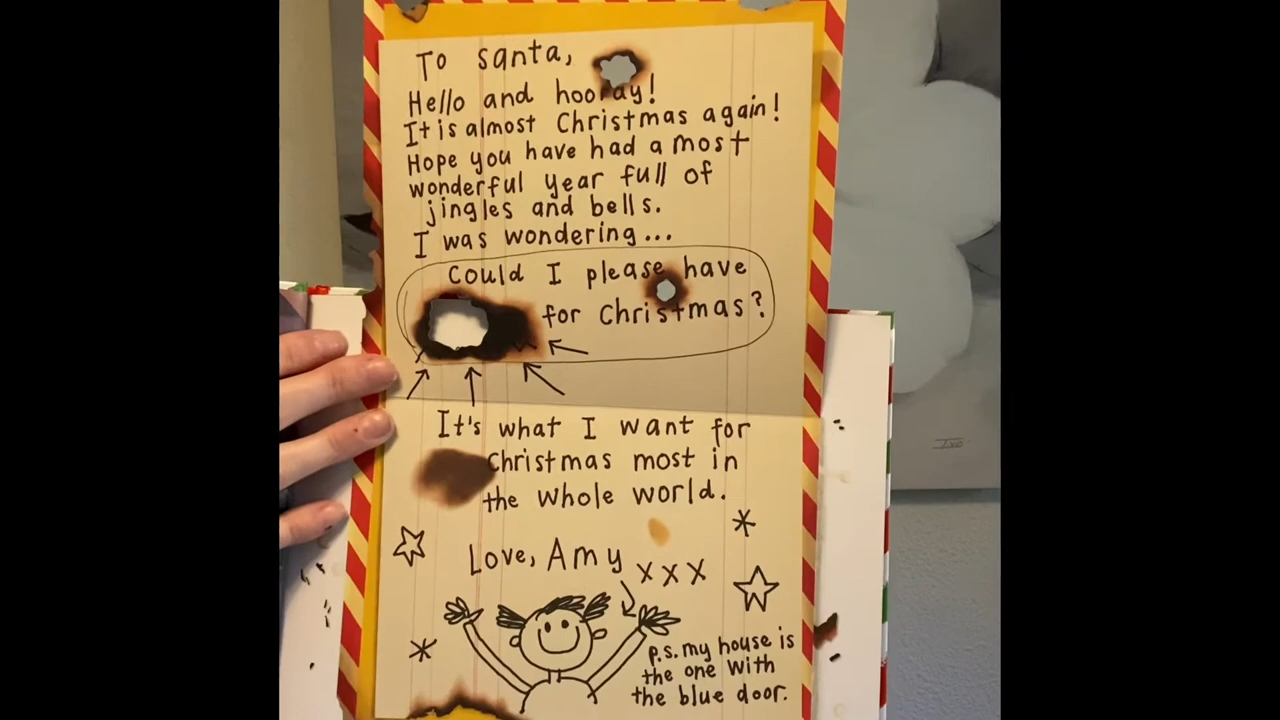 To santa,
Hello and hooray!
It is almost Christmas again!
Hope you have had a most
wonderful year full of
jingles and bells.
I was wondering...
Could I please have
for Christmas?
It's what I want for
Christmas most in
the whole world.
Love, Amy xxx
p.s. my house is
the one with
the blue door.